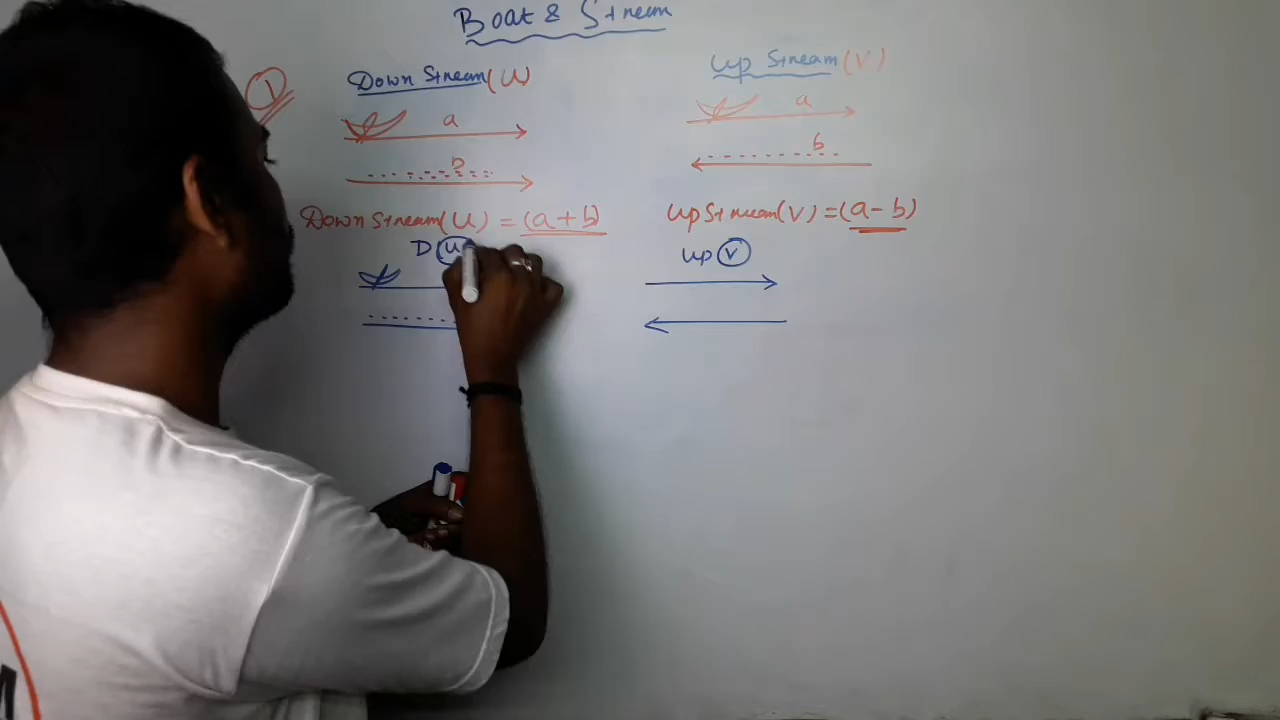 Boat & Stream
1
Down Stream (U)
Up Stream (V)
a
a
b
b
Down Stream (U) = (a + b)
Up Stream (V) = (a - b)
D u
up v